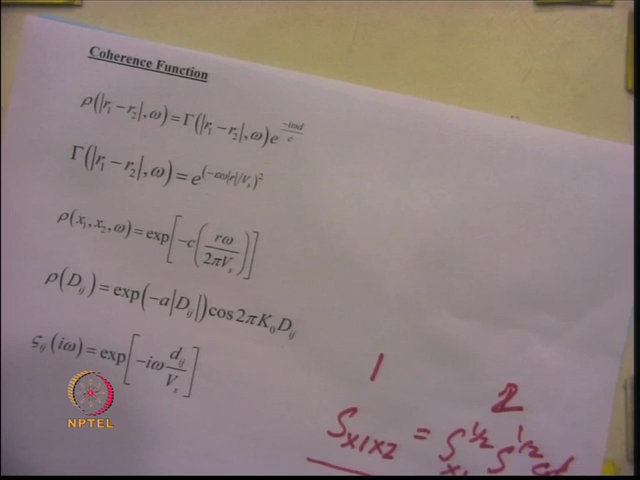 Coherence Function
ρ(|r₁ − r₂|, ω) = Γ(|r₁ − r₂|, ω) e^(−iωd/c)
Γ(|r₁ − r₂|, ω) = e^(−αω|r|/Vₛ)²
ρ(x₁, x₂, ω) = exp[−c(rω/2πVₛ)]
ρ(Dᵢⱼ) = exp(−a|Dᵢⱼ|) cos 2πK₀Dᵢⱼ
ςᵢⱼ(iω) = exp[−iω dᵢⱼ/Vₛ]
1 2
S_x1x2 = S^1/2 S^1/2
NPTEL